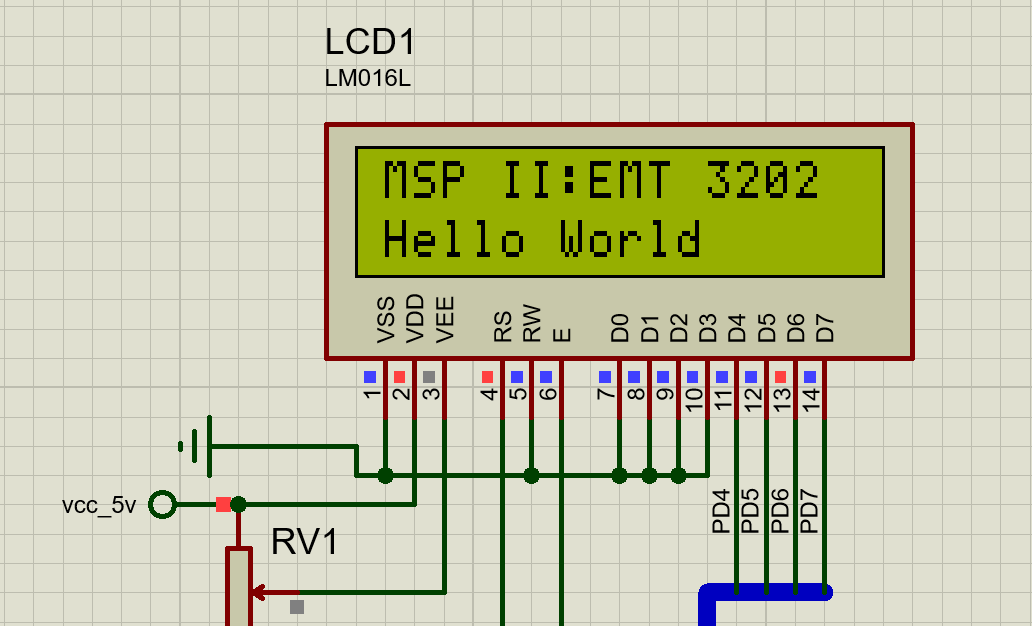 LCD1
LM016L
MSP II:EMT 3202
Hello World
VSS VDD VEE RS RW E D0 D1 D2 D3 D4 D5 D6 D7
1 2 3 4 5 6 7 8 9 10 11 12 13 14
PD4 PD5 PD6 PD7
vcc_5v
RV1